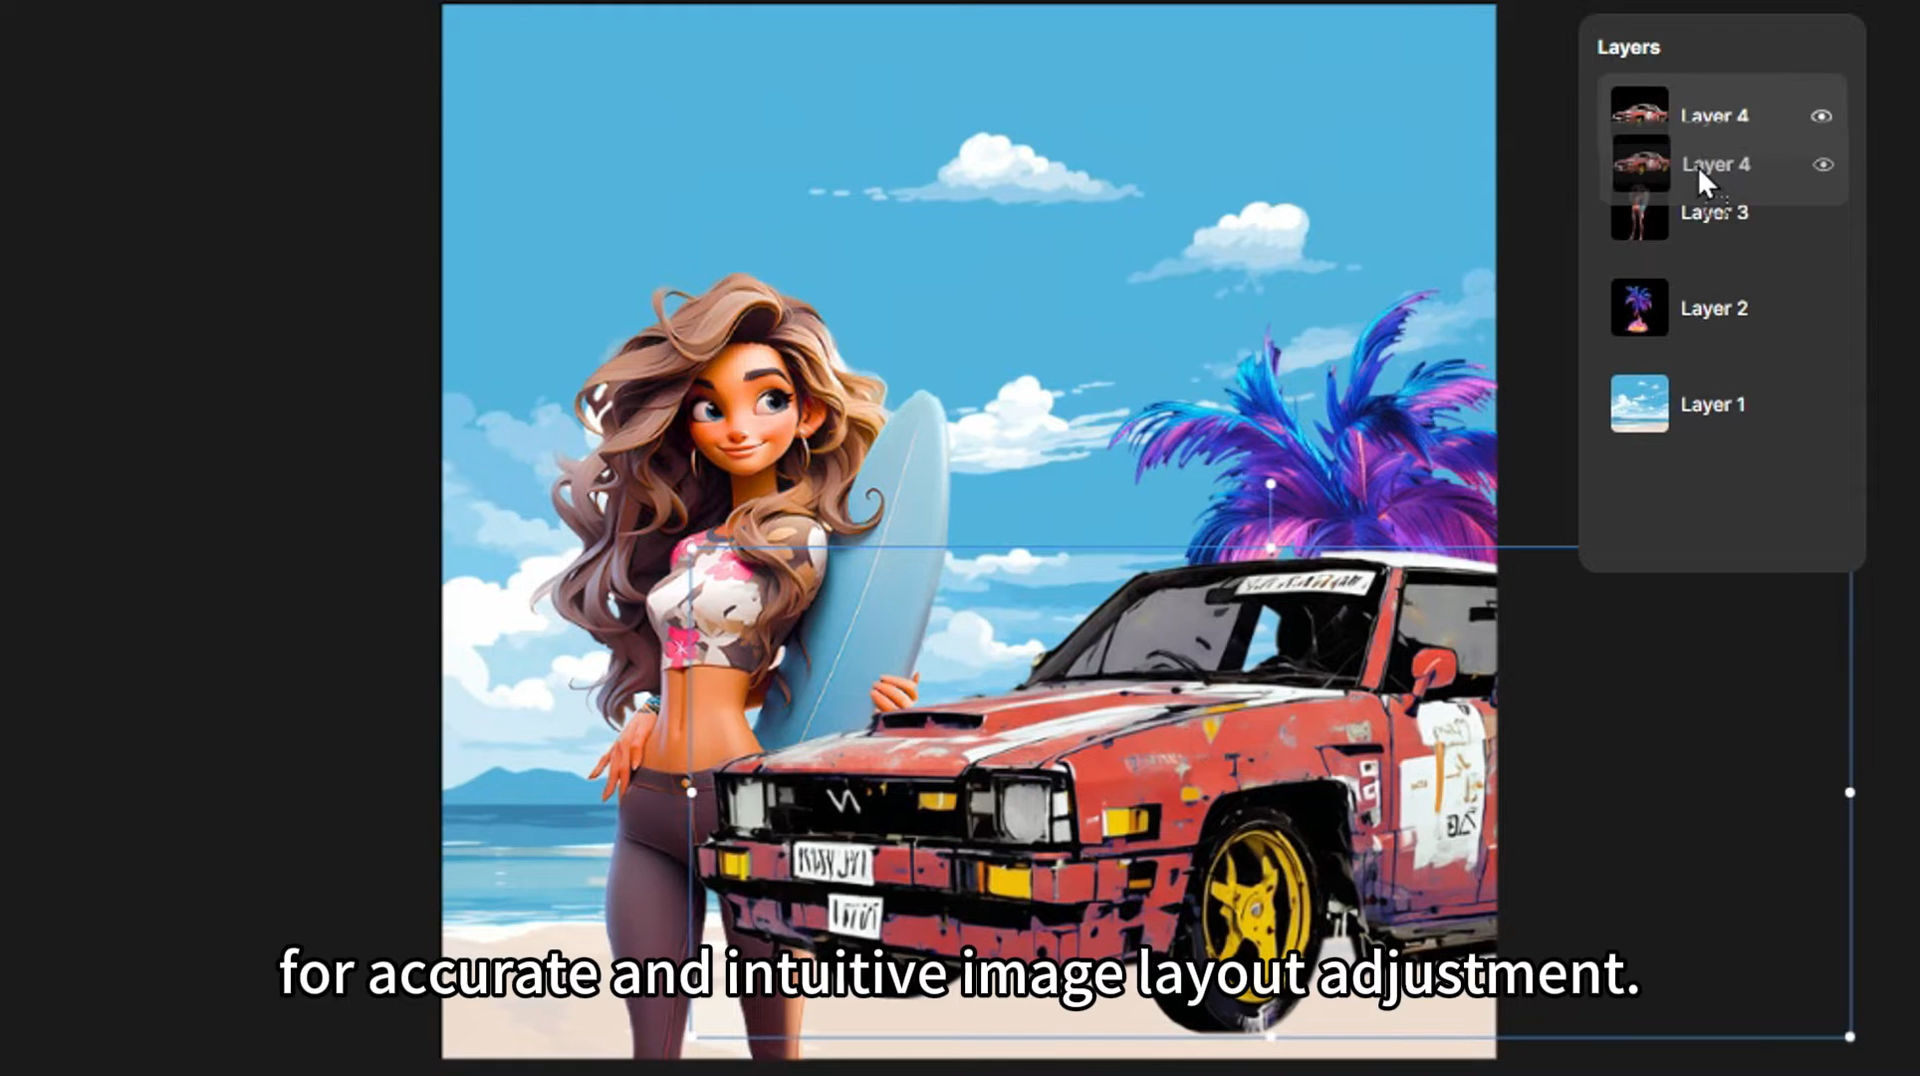 Layers
Layer 4
Layer 4
Layer 3
Layer 2
Layer 1
for accurate and intuitive image layout adjustment.